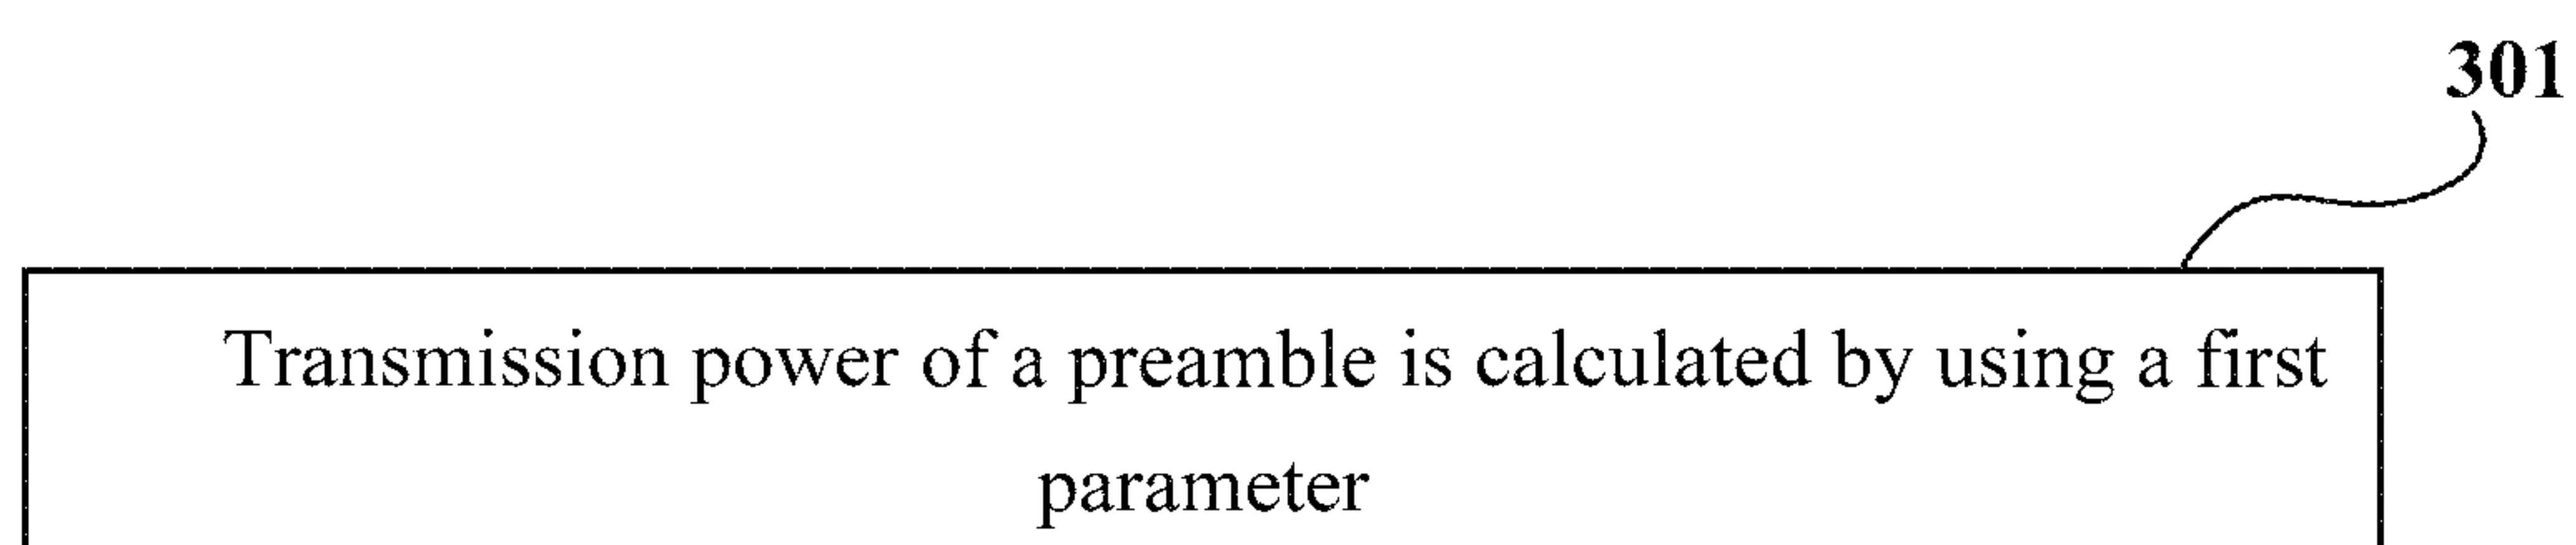 301
Transmission power of a preamble is calculated by using a first
parameter